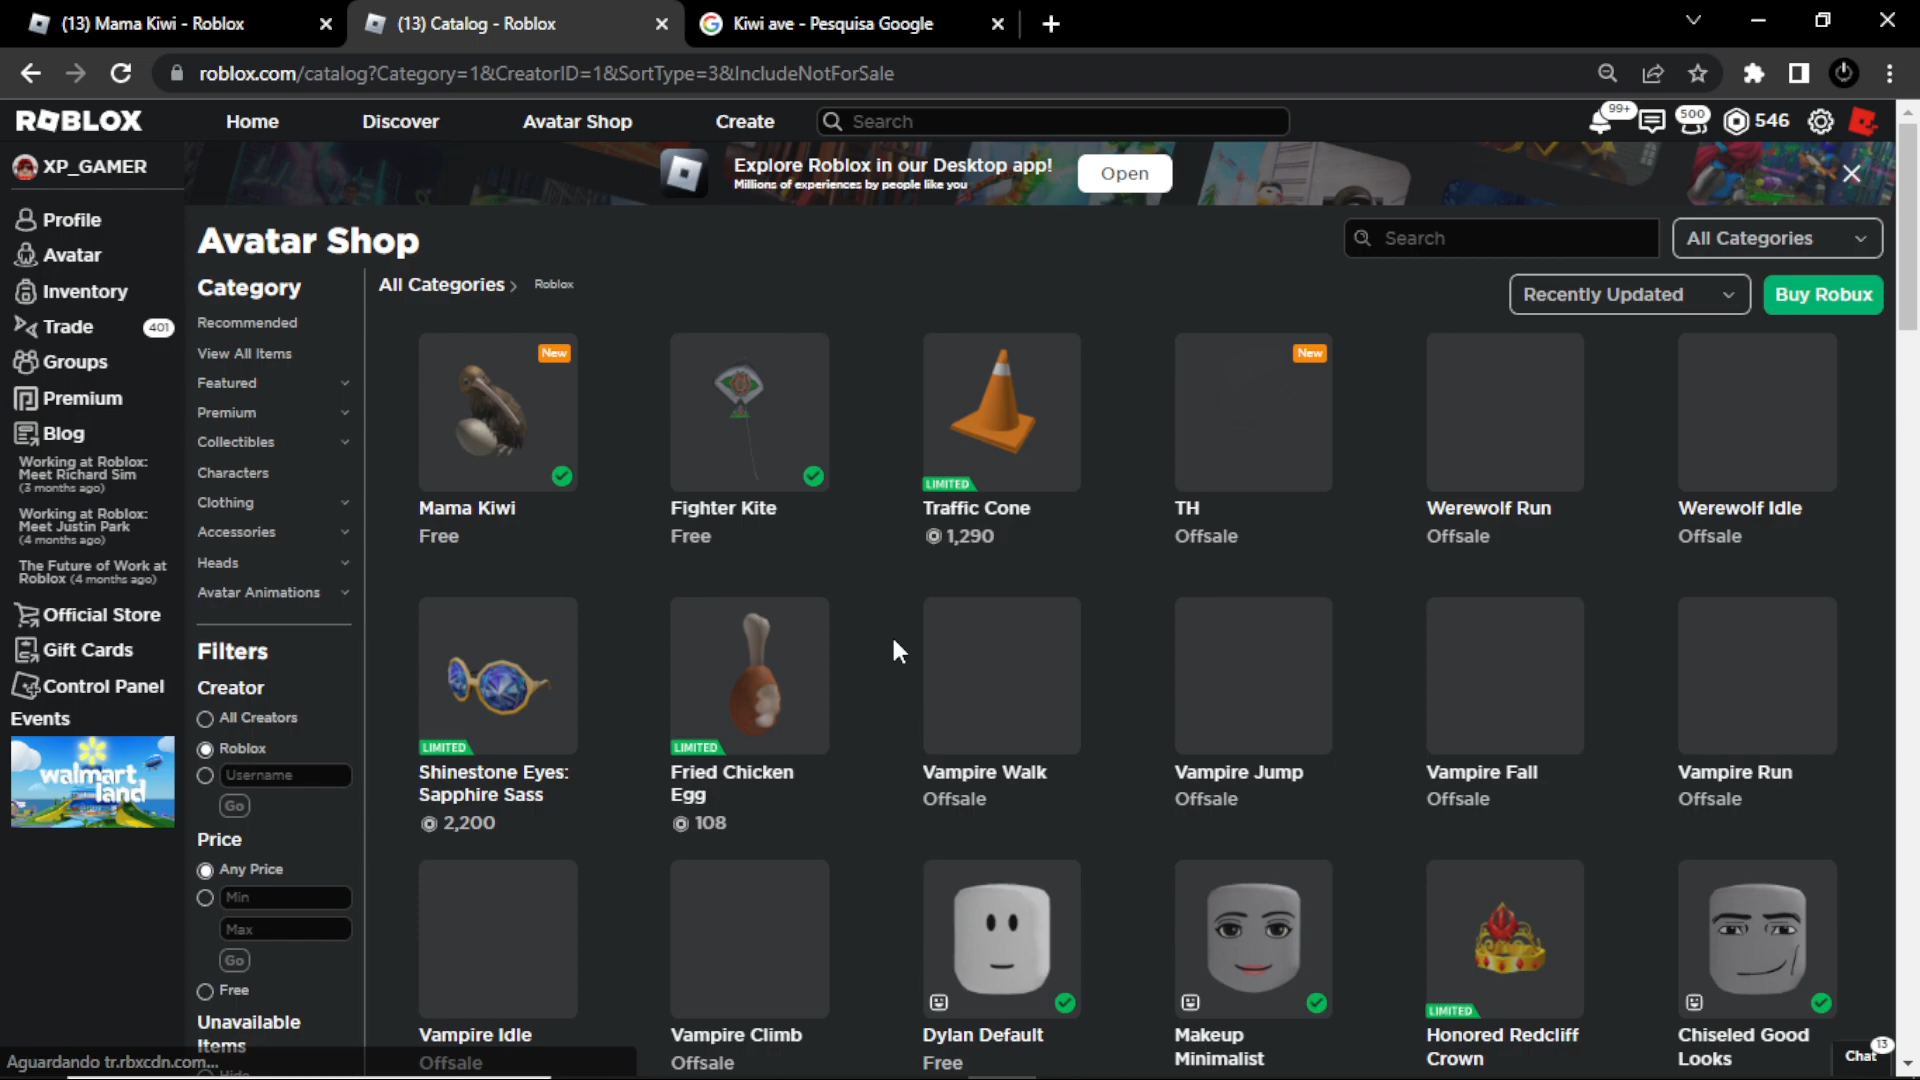 (13) Mama Kiwi - Roblox
(13) Catalog - Roblox
Kiwi ave - Pesquisa Google
roblox.com/catalog?Category=1&CreatorID=1&SortType=3&IncludeNotForSale
ROBLOX
Home
Discover
Avatar Shop
Create
Search
99+
500
546
XP_GAMER
Explore Roblox in our Desktop app!
Millions of experiences by people like you
Open
Profile
Avatar
Inventory
Trade
401
Groups
Premium
Blog
Working at Roblox:
Meet Richard Sim
(3 months ago)
Working at Roblox:
Meet Justin Park
(4 months ago)
The Future of Work at
Roblox (4 months ago)
Official Store
Gift Cards
Control Panel
Events
walmart
land
Avatar Shop
Search
All Categories
Category
Recommended
View All Items
Featured
Premium
Collectibles
Characters
Clothing
Accessories
Heads
Avatar Animations
Filters
Creator
All Creators
Roblox
Username
Go
Price
Any Price
Min
Max
Go
Free
Unavailable
Items
Hide
All Categories > Roblox
Recently Updated
Buy Robux
New
Mama Kiwi
Free
Fighter Kite
Free
LIMITED
Traffic Cone
1,290
New
TH
Offsale
Werewolf Run
Offsale
Werewolf Idle
Offsale
LIMITED
Shinestone Eyes:
Sapphire Sass
2,200
LIMITED
Fried Chicken
Egg
108
Vampire Walk
Offsale
Vampire Jump
Offsale
Vampire Fall
Offsale
Vampire Run
Offsale
Vampire Idle
Offsale
Vampire Climb
Offsale
Dylan Default
Free
Makeup
Minimalist
LIMITED
Honored Redcliff
Crown
Chiseled Good
Looks
Chat
13
Aguardando tr.rbxcdn.com...